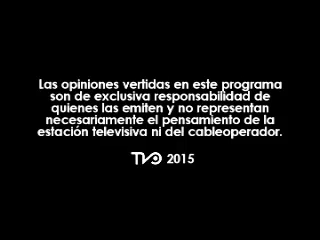 Las opiniones vertidas en este programa
son de exclusiva responsabilidad de
quienes las emiten y no representan
necesariamente el pensamiento de la
estación televisiva ni del cableoperador.
TVO 2015